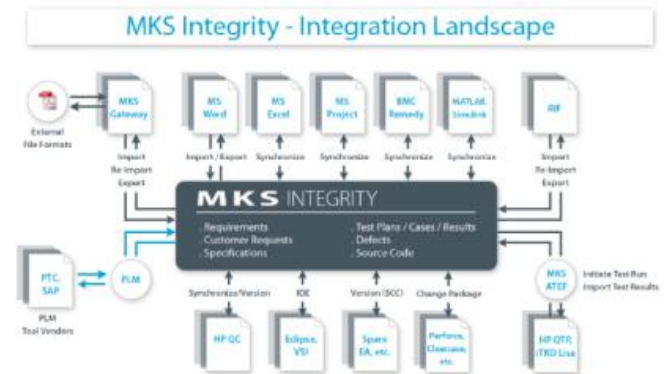 MKS Integrity - Integration Landscape
MKS
Gateway
MS
Word
MS
Excel
MS
Project
BMC
Remedy
MATLAB
Simulink
RIF
External
File Formats
Import
Re-Import
Export
Import / Export
Synchronize
Synchronize
Synchronize
Synchronize
Import
Re-Import
Export
MKS INTEGRITY
. Requirements
. Customer Requests
. Specifications
. Test Plans / Cases / Results
. Defects
. Source Code
PTC,
SAP
PLM
PLM
Tool Vendors
MKS
ATEF
Initiate Test Run
Import Test Results
Synchronize/Version
IDE
Version (SCC)
Change Package
HP QC
Eclipse,
VSI
Sparx
EA, etc.
Perforce,
Clearcase,
etc.
HP QTP,
iTKO Lisa